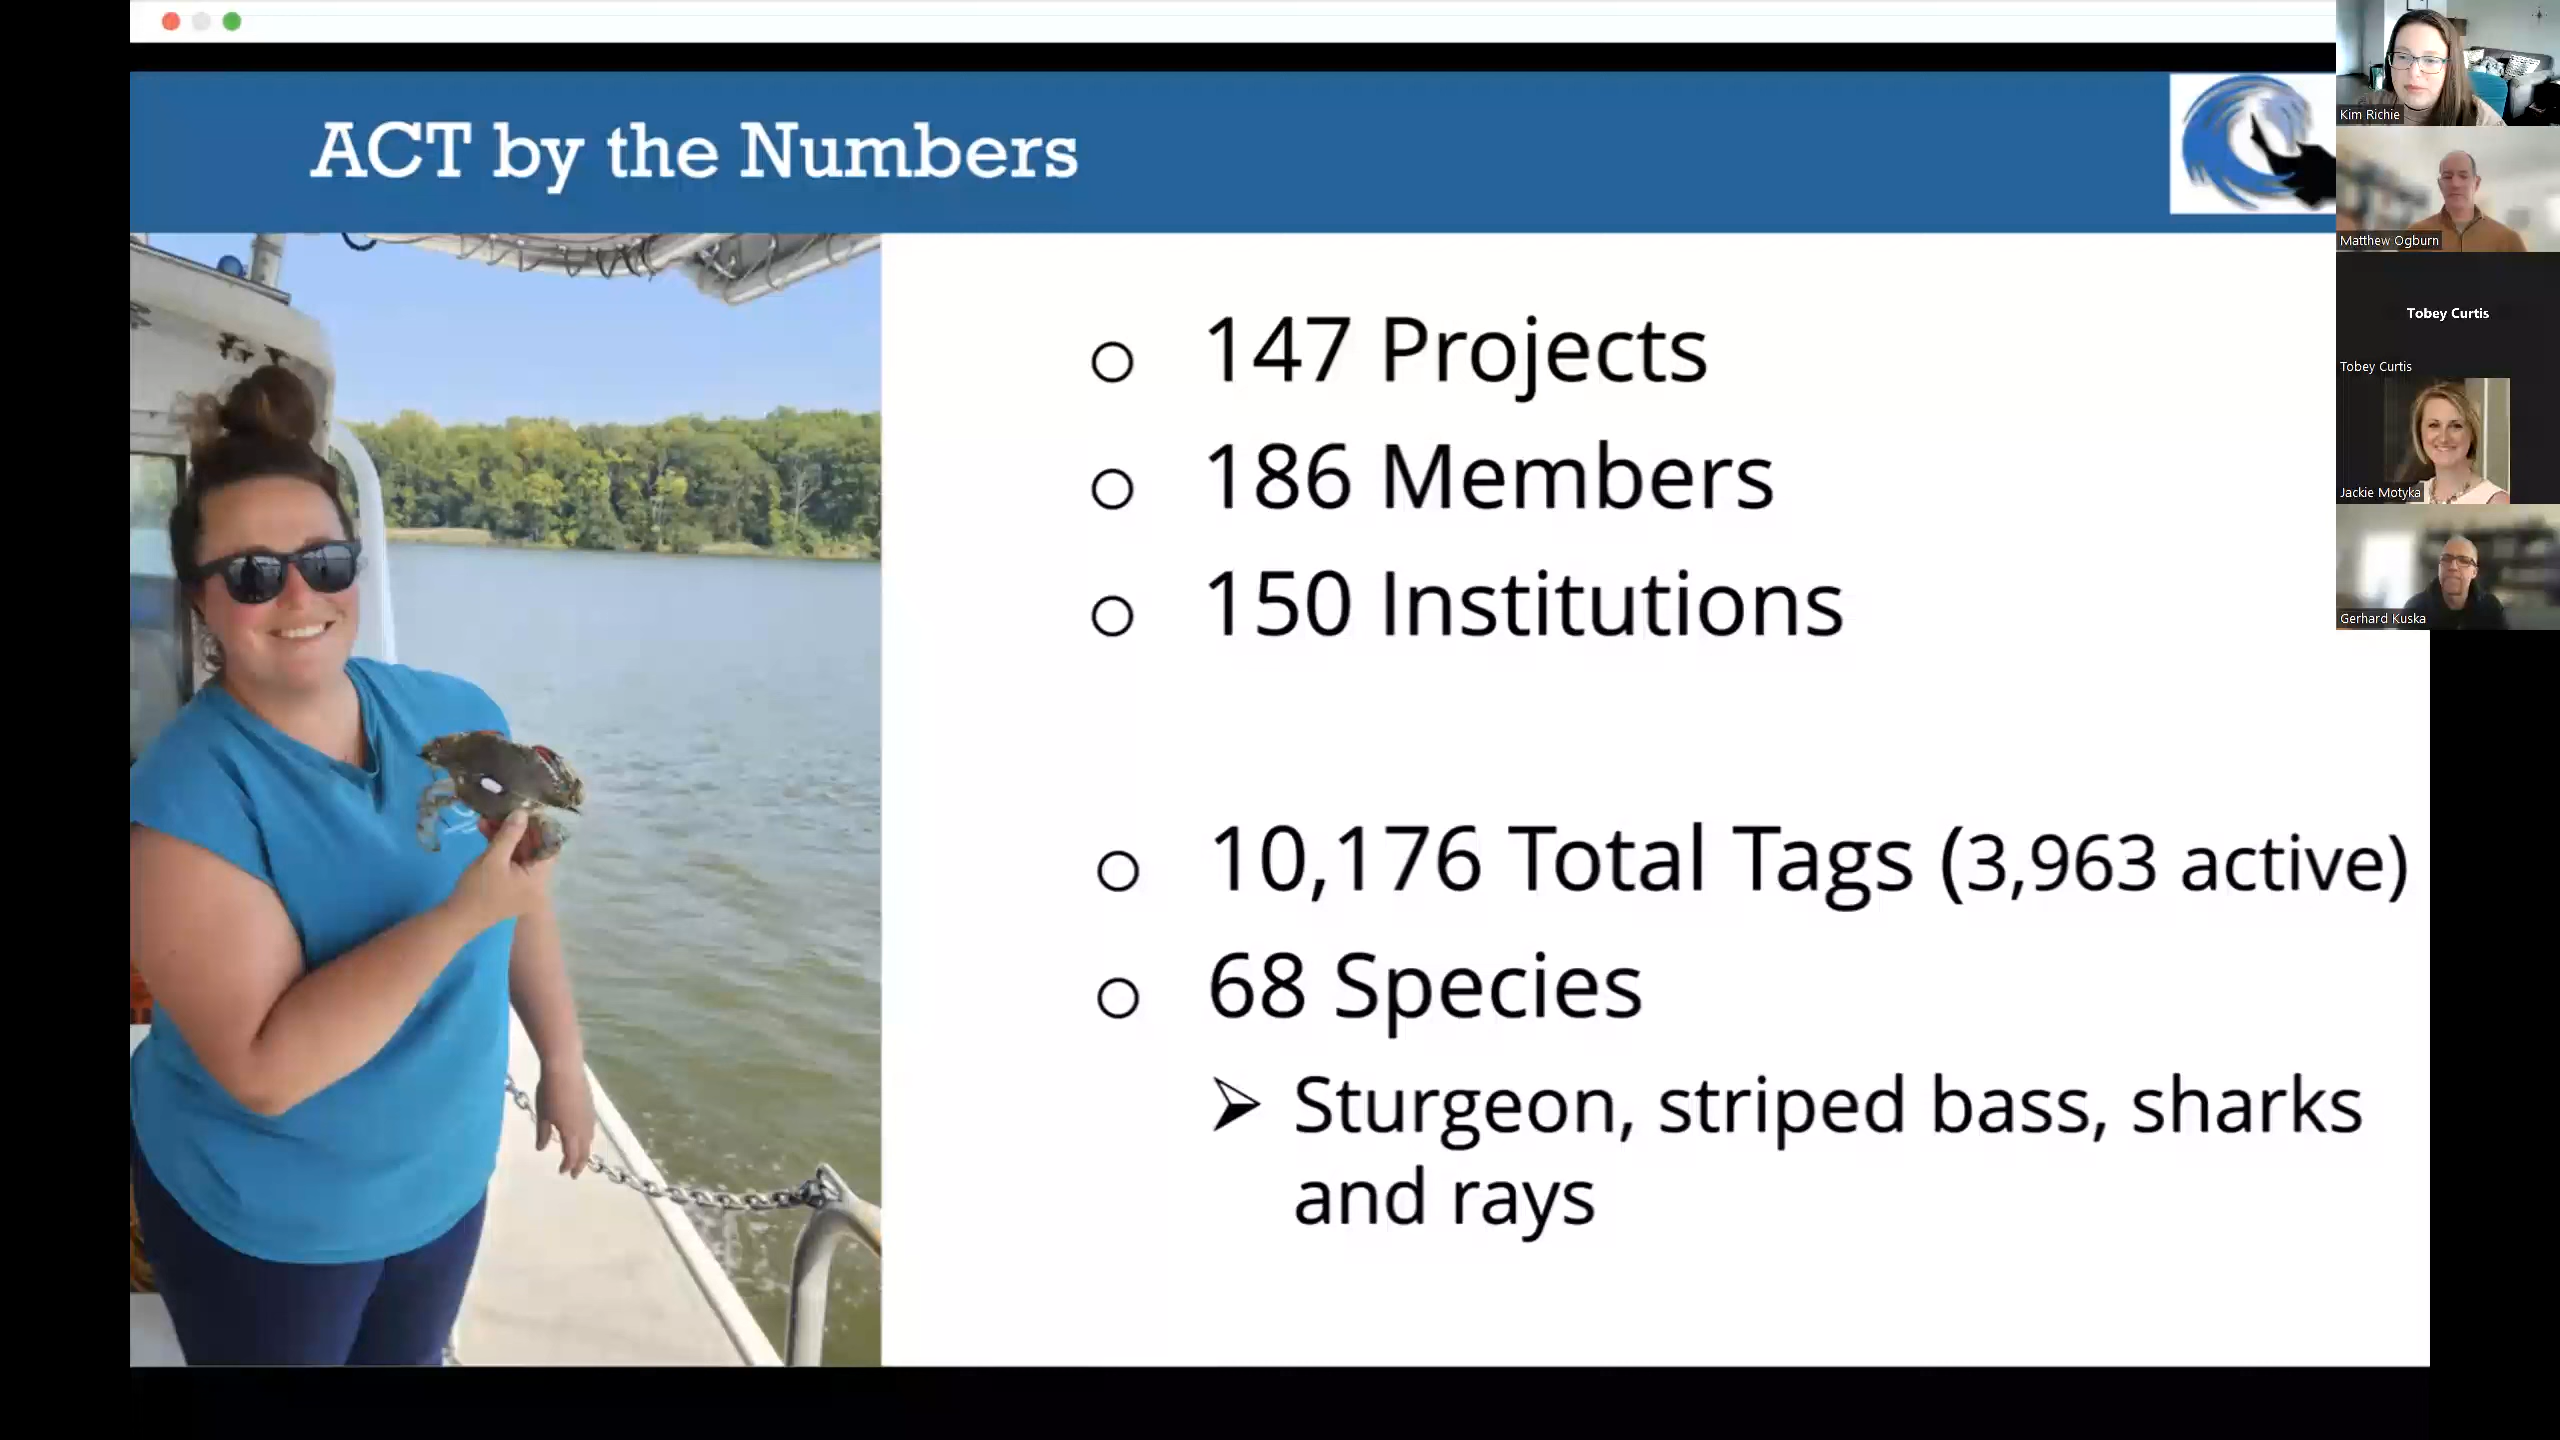 ACT by the Numbers
147 Projects
186 Members
150 Institutions
10,176 Total Tags (3,963 active)
68 Species
Sturgeon, striped bass, sharks
and rays
Kim Richie
Matthew Ogburn
Tobey Curtis
Tobey Curtis
Jackie Motyka
Gerhard Kuska